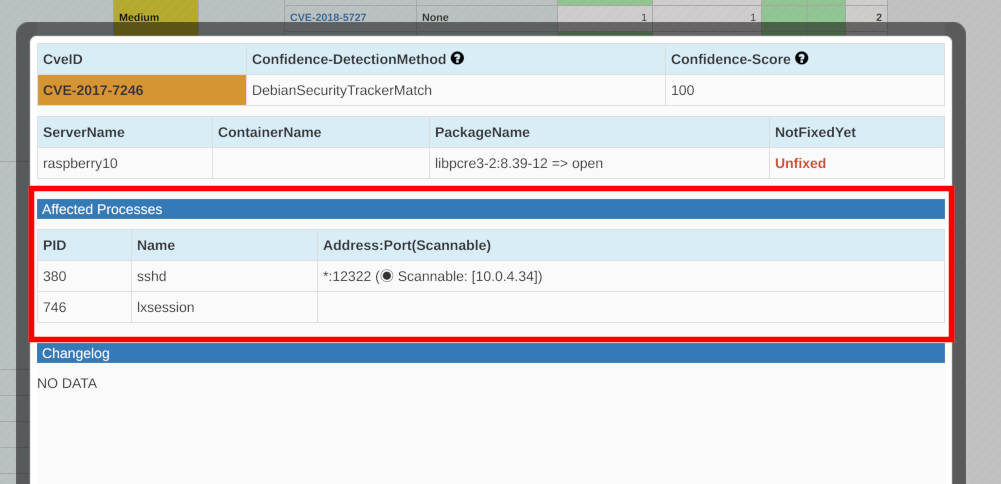 Medium CVE-2018-5727 None 1 1 2
CveID Confidence-DetectionMethod ? Confidence-Score ?
CVE-2017-7246 DebianSecurityTrackerMatch 100
ServerName ContainerName PackageName NotFixedYet
raspberry10 libpcre3-2:8.39-12 => open Unfixed
Affected Processes
PID Name Address:Port(Scannable)
380 sshd *:12322 (◉ Scannable: [10.0.4.34])
746 lxsession
Changelog
NO DATA